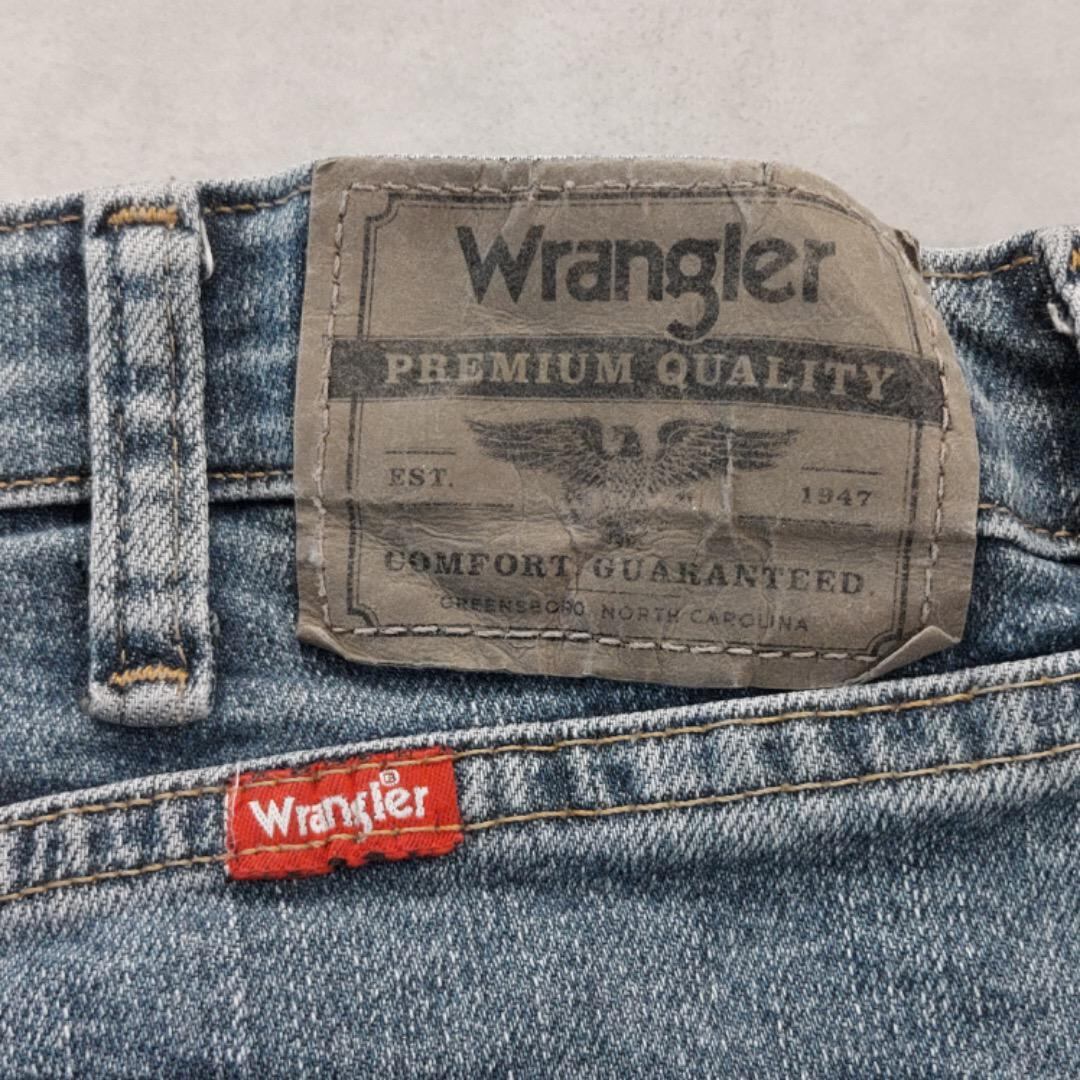 Wrangler
PREMIUM QUALITY
EST. 1947
COMFORT GUARANTEED.
GREENSBORO, NORTH CAROLINA
Wrangler®